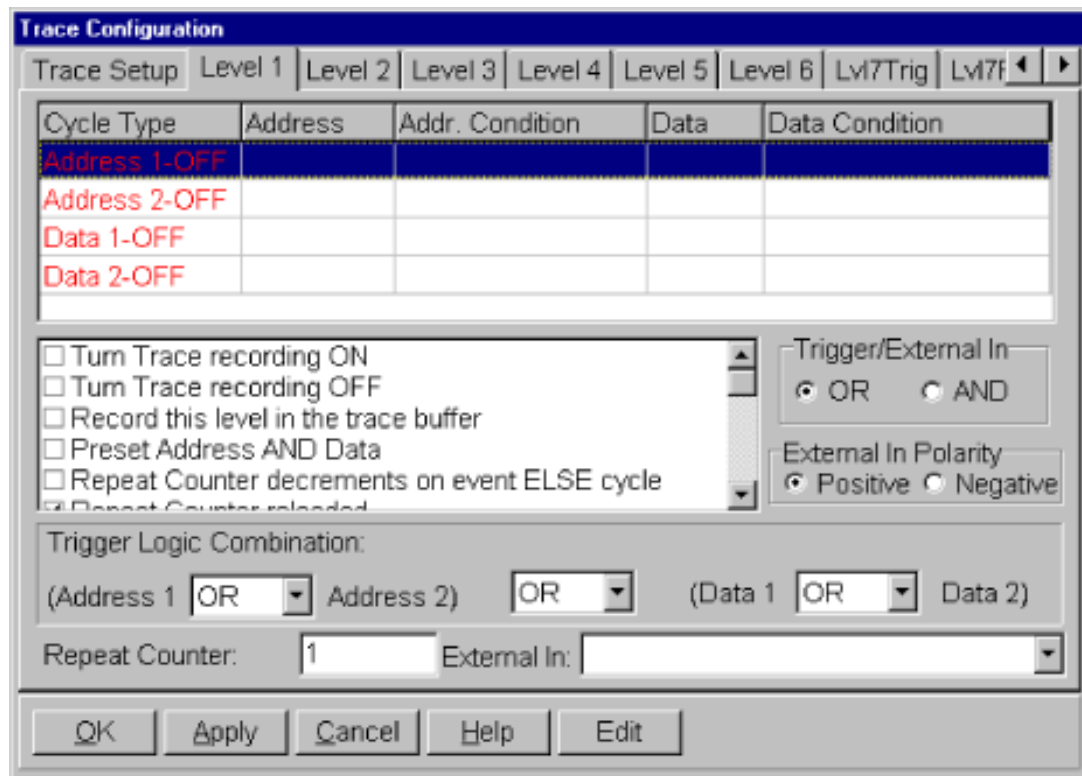 Trace Configuration
Trace Setup Level 1 Level 2 Level 3 Level 4 Level 5 Level 6 Lvl7Trig
Cycle Type Address Addr. Condition Data Data Condition
Address 1-OFF
Address 2-OFF
Data 1-OFF
Data 2-OFF
Turn Trace recording ON
Turn Trace recording OFF
Record this level in the trace buffer
Preset Address AND Data
Repeat Counter decrements on event ELSE cycle
Repeat Counter reloaded
Trigger/External In
OR AND
External In Polarity
Positive Negative
Trigger Logic Combination:
(Address 1 OR Address 2) OR (Data 1 OR Data 2)
Repeat Counter: 1 External In:
OK Apply Cancel Help Edit